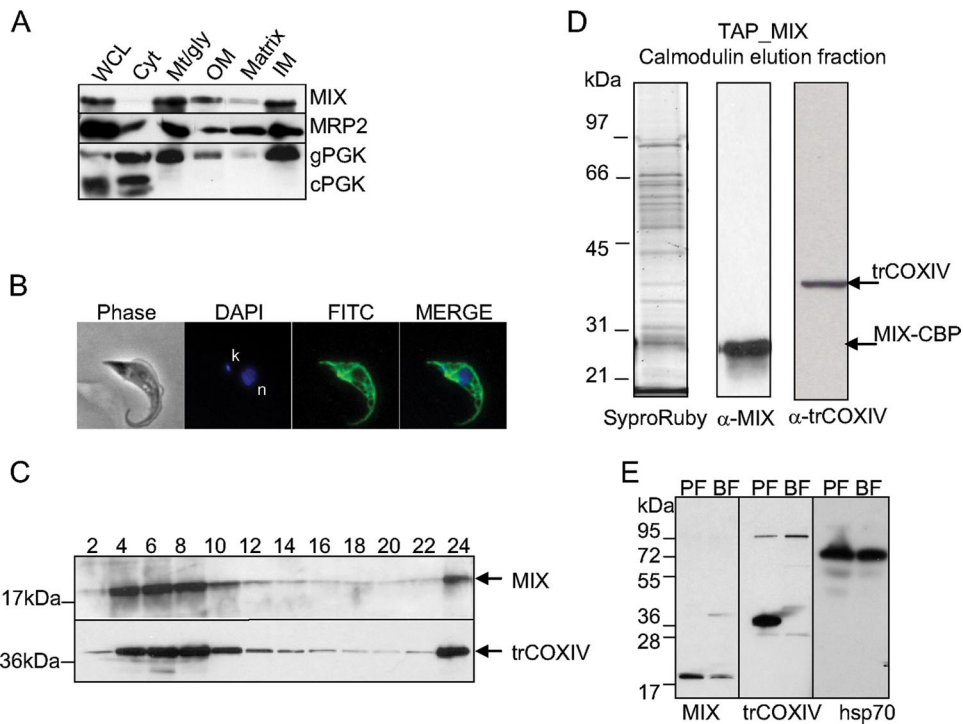 A
WCL Cyt Mt/gly OM Matrix IM
MIX
MRP2
gPGK
cPGK
B
Phase DAPI FITC MERGE
k
n
C
2 4 6 8 10 12 14 16 18 20 22 24
MIX
17kDa
trCOXIV
36kDa
D
TAP_MIX
Calmodulin elution fraction
kDa
97
66
45
31
21
trCOXIV
MIX-CBP
SyproRuby α-MIX α-trCOXIV
E
PF BF PF BF PF BF
kDa
95
72
55
36
28
17
MIX trCOXIV hsp70